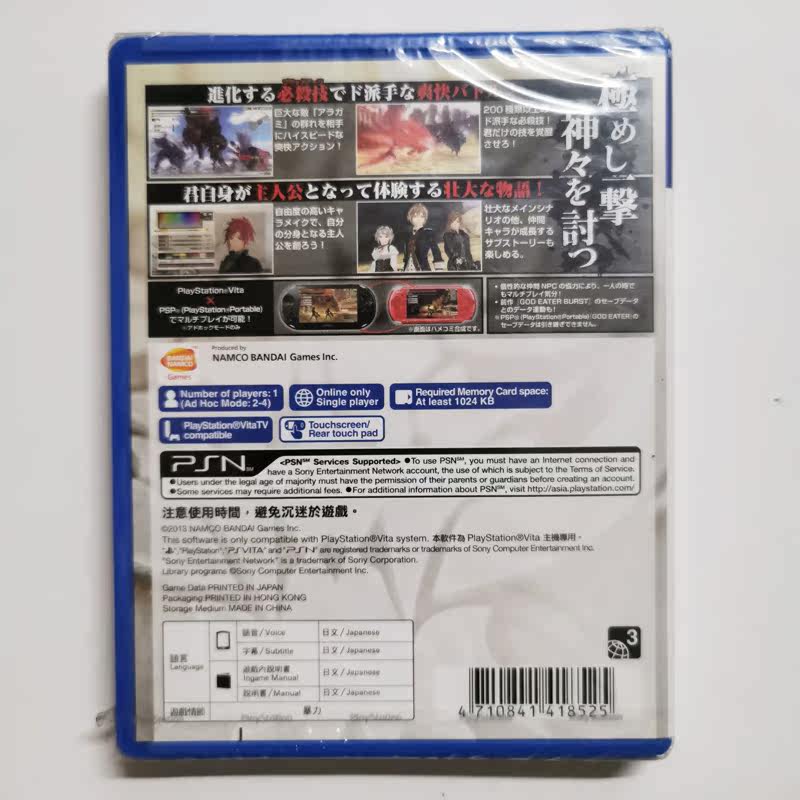 極めし一撃
神々を討つ
進化する必殺技でド派手な爽快バトル
巨大な敵「アラガ
ミ」の群れを相手
にハイスピードな
爽快アクション!
200種類以上の
ド派手な必殺技!
君だけの技を覚醒
させろ!
君自身が主人公となって体験する壮大な物語!
自由度の高いキャ
ラメイクで、自分
の分身となる主人
公を創ろう!
壮大なメインシナ
リオの他、仲間
キャラが成長する
サブストーリーも
楽しめる。
PlayStation®Vita
×
PSP®(PlayStation®Portable)
でマルチプレイが可能!
※アドホックモードのみ
※画面はハメコミ合成です。
・個性的な仲間NPCの協力により、一人の時で
もマルチプレイ気分!
・前作「GOD EATER BURST」のセーブデータ
とのデータ連動も!
※PSP®(PlayStation®Portable)「GOD EATER」の
セーブデータは引き継ぎできません。
BANDAI
NAMCO
Games
Produced by
NAMCO BANDAI Games Inc.
Number of players: 1
(Ad Hoc Mode: 2-4)
Online only
Single player
Required Memory Card space:
At least 1024 KB
PlayStation®VitaTV
compatible
Touchscreen/
Rear touch pad
PSN℠
<PSN℠ Services Supported> ●To use PSN℠, you must have an Internet connection and
have a Sony Entertainment Network account, the use of which is subject to the Terms of Service.
●Users under the legal age of majority must have the permission of their parents or guardians before creating an account.
●Some services may require additional fees. ●For additional information about PSN℠, visit http://asia.playstation.com/
注意使用時間，避免沉迷於遊戲。
©2013 NAMCO BANDAI Games Inc.
This software is only compatible with PlayStation®Vita system. 本軟件為 PlayStation®Vita 主機專用。
"PlayStation", "PSVITA" and "PSN" are registered trademarks or trademarks of Sony Computer Entertainment Inc.
"Sony Entertainment Network" is a trademark of Sony Corporation.
Library programs ©Sony Computer Entertainment Inc.
Game Data:PRINTED IN JAPAN
Packaging:PRINTED IN HONG KONG
Storage Medium: MADE IN CHINA
語言
Language
語音/Voice 日文/Japanese
字幕/Subtitle 日文/Japanese
遊戲內說明書
Ingame Manual 日文/Japanese
說明書/Manual 日文/Japanese
遊戲情節 暴力
PlayStation PlayStation
3
4 710841 418525